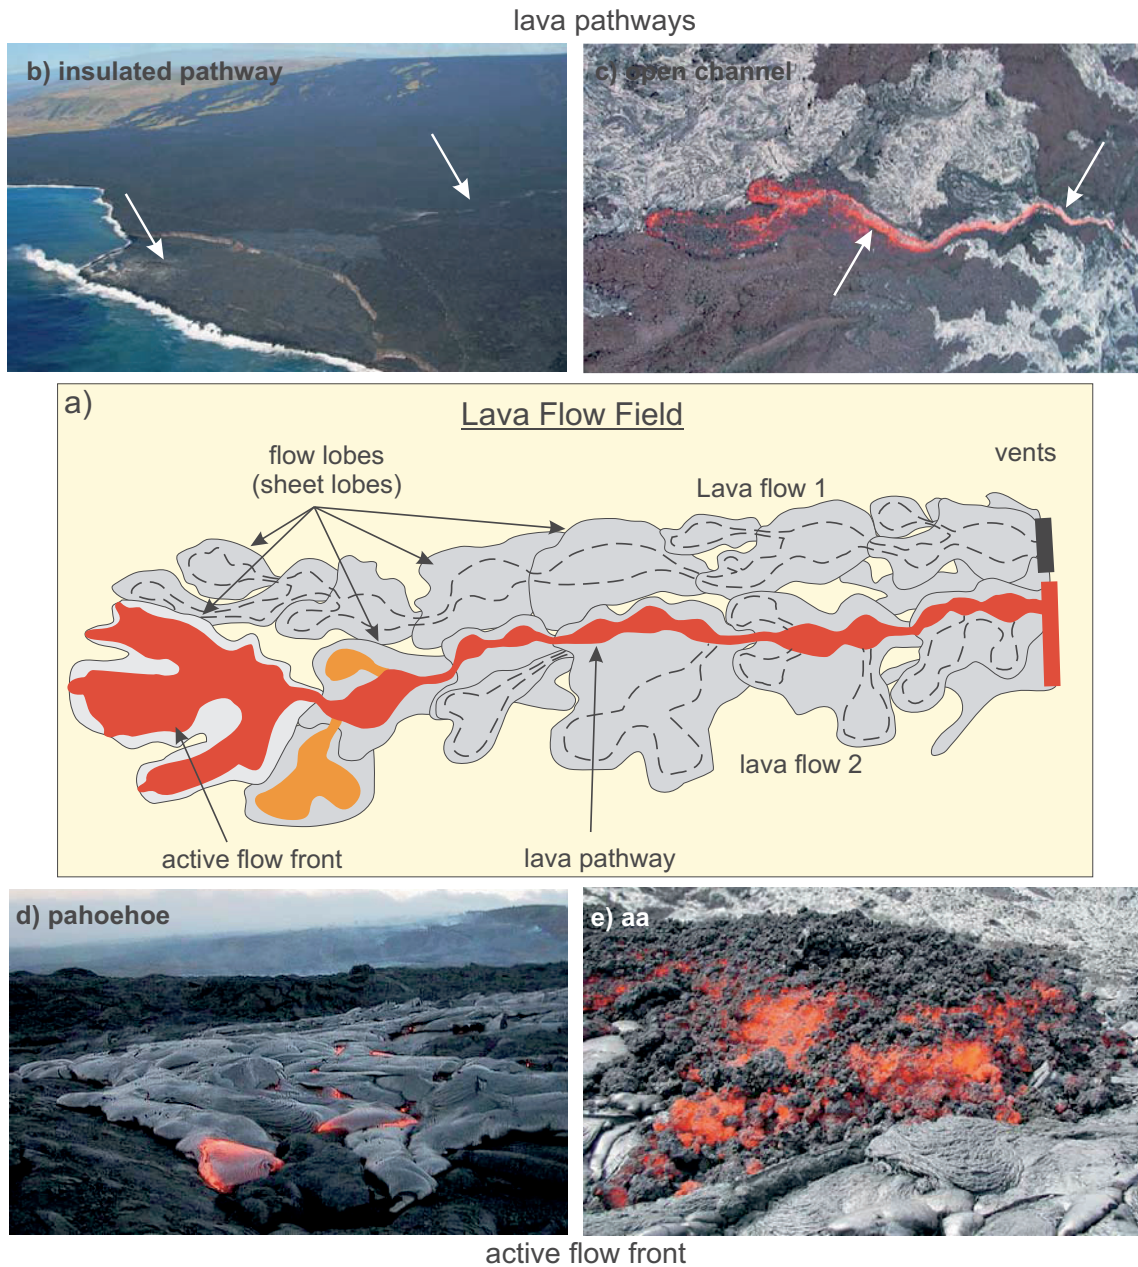 lava pathways
b) insulated pathway
c) open channel
a)
Lava Flow Field
flow lobes
(sheet lobes)
vents
Lava flow 1
lava flow 2
active flow front
lava pathway
d) pahoehoe
e) aa
active flow front